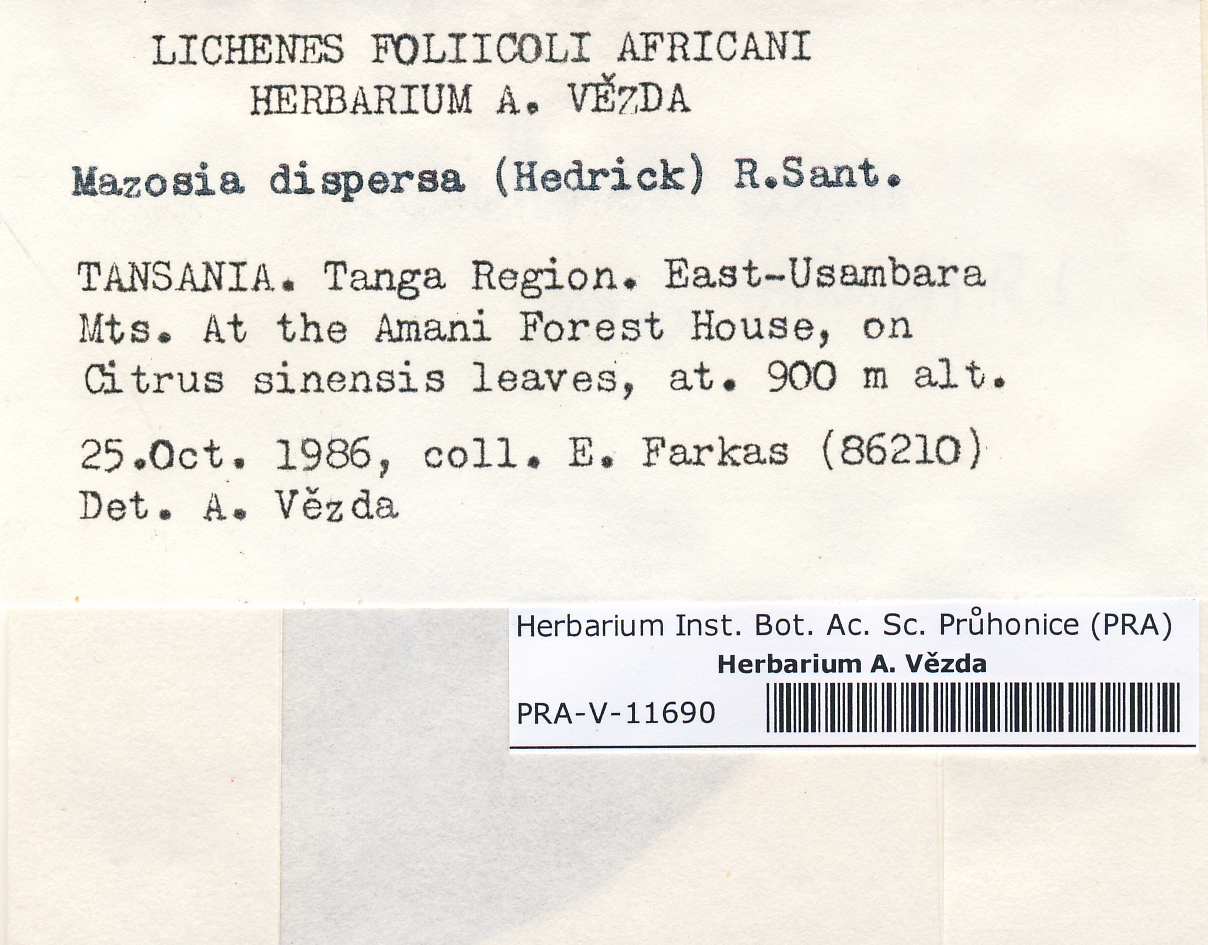 LICHENES FOLIICOLI AFRICANI
HERBARIUM A. VĚZDA
Mazosia dispersa (Hedrick) R.Sant.
TANSANIA. Tanga Region. East-Usambara
Mts. At the Amani Forest House, on
Citrus sinensis leaves, at. 900 m alt.
25.Oct. 1986, coll. E. Farkas (86210)
Det. A. Vězda
Herbarium Inst. Bot. Ac. Sc. Průhonice (PRA)
Herbarium A. Vězda
PRA-V-11690